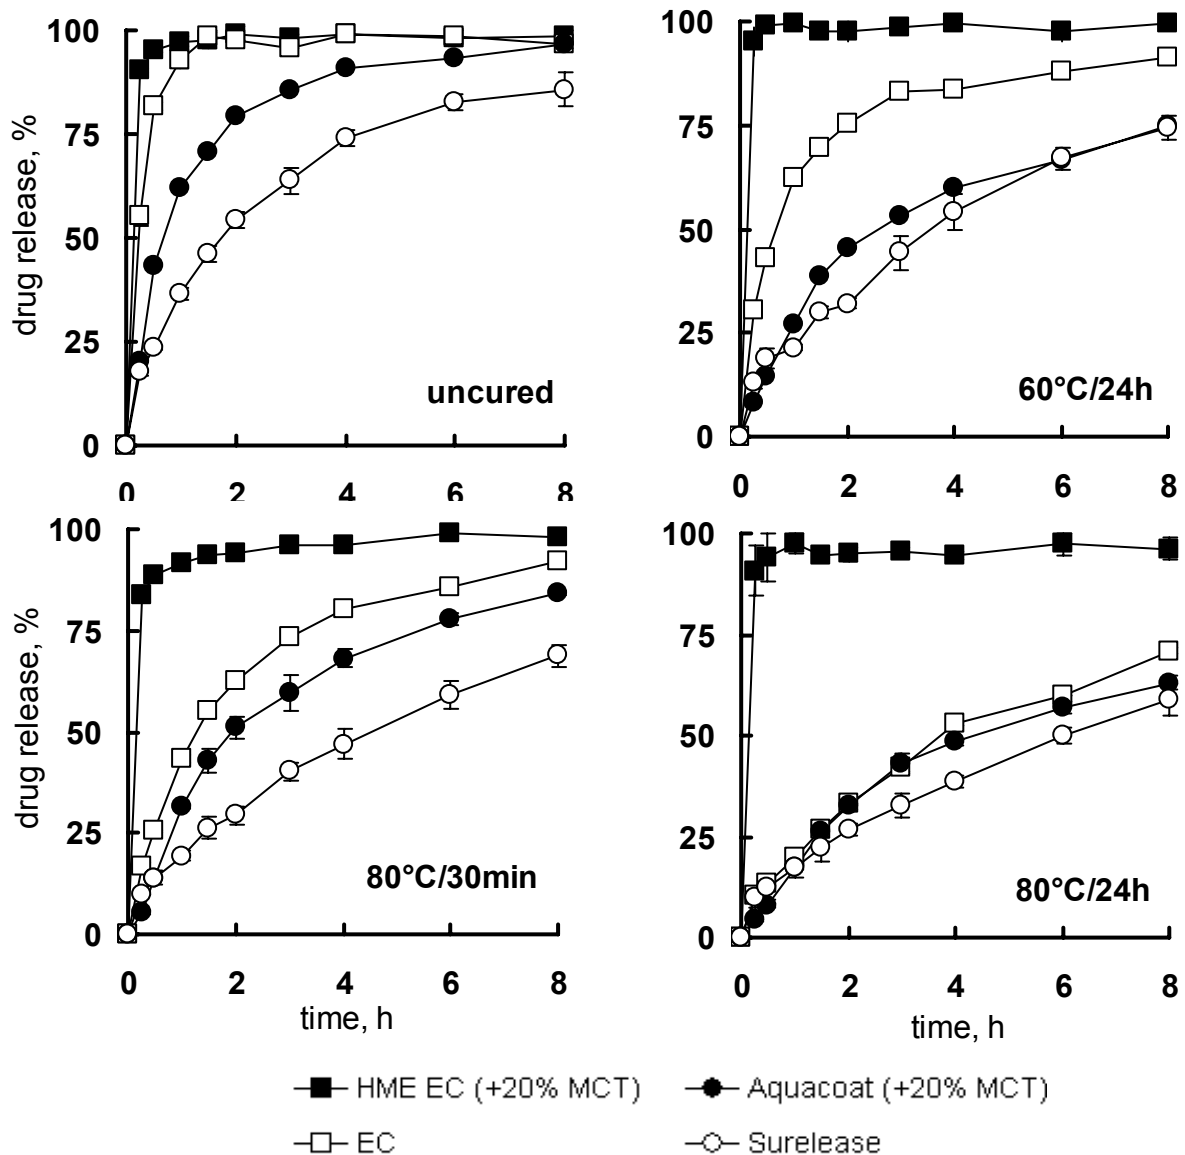 100
75
50
25
0
drug release, %
uncured
0 2 4 6 8
100
75
50
25
0
60°C/24h
0 2 4 6 8
100
75
50
25
0
drug release, %
80°C/30min
0 2 4 6 8
time, h
100
75
50
25
0
80°C/24h
0 2 4 6 8
time, h
HME EC (+20% MCT) Aquacoat (+20% MCT)
EC Surelease